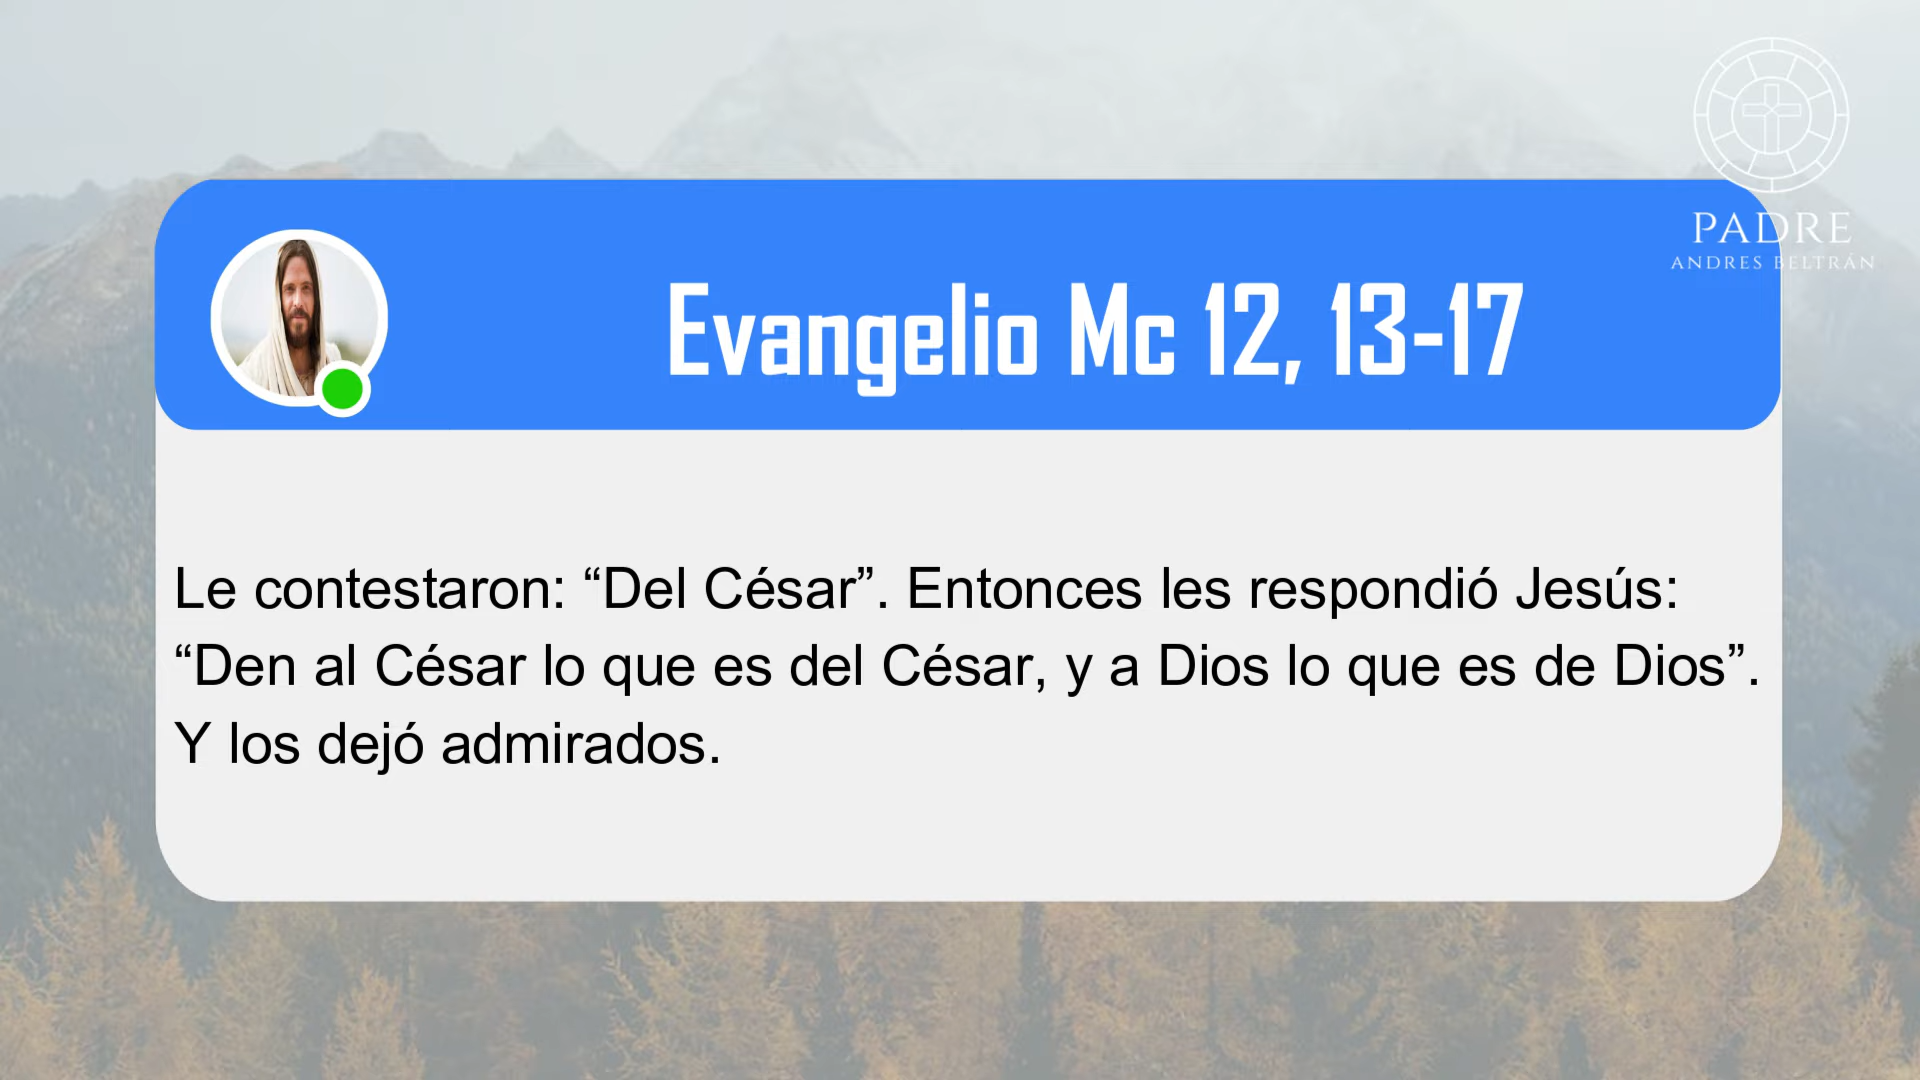 PADRE
ANDRES BELTRÁN
Evangelio Mc 12, 13-17
Le contestaron: “Del César”. Entonces les respondió Jesús:
“Den al César lo que es del César, y a Dios lo que es de Dios”.
Y los dejó admirados.